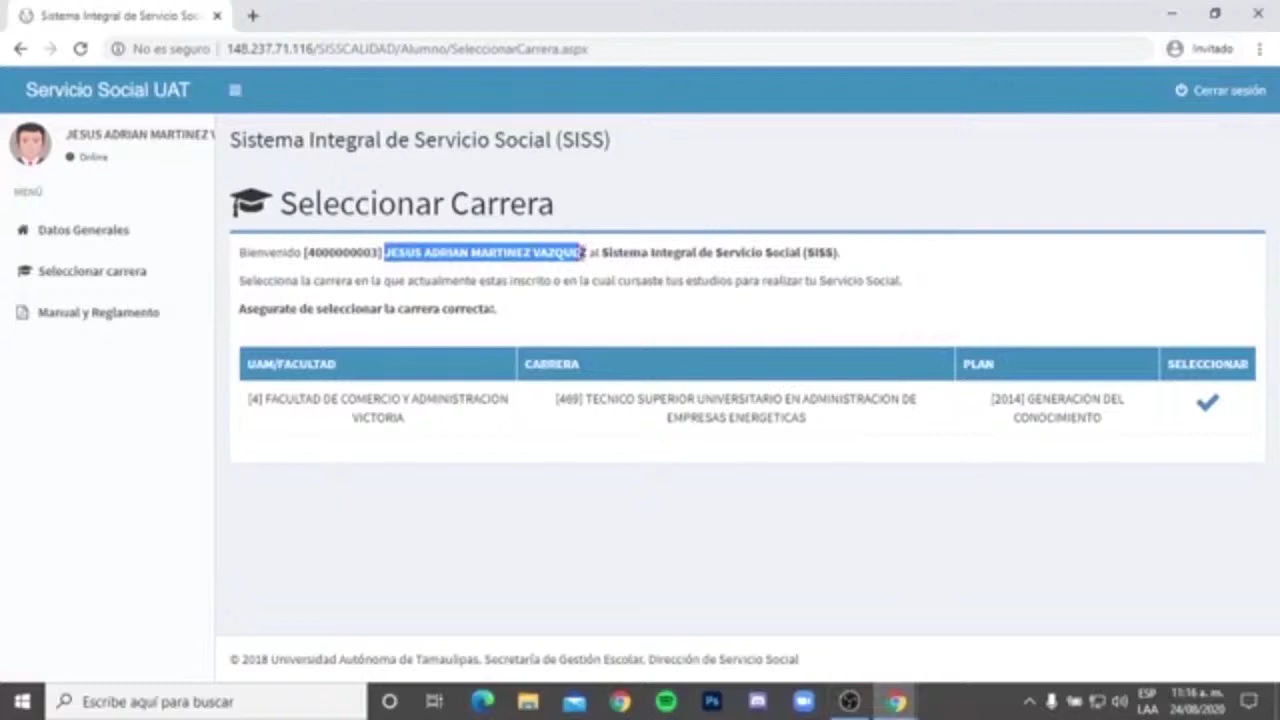 Sistema Integral de Servicio Soc
No es seguro | 148.237.71.116/SISSCALIDAD/Alumno/SeleccionarCarrera.aspx
Invitado
Servicio Social UAT
Cerrar sesión
JESUS ADRIAN MARTINEZ V
Online
MENÚ
Datos Generales
Seleccionar carrera
Manual y Reglamento
Sistema Integral de Servicio Social (SISS)
Seleccionar Carrera
Bienvenido [4000000003] JESUS ADRIAN MARTINEZ VAZQUEZ al Sistema Integral de Servicio Social (SISS).
Selecciona la carrera en la que actualmente estas inscrito o en la cual cursaste tus estudios para realizar tu Servicio Social.
Asegurate de seleccionar la carrera correcta!.
UAM/FACULTAD CARRERA PLAN SELECCIONAR
[4] FACULTAD DE COMERCIO Y ADMINISTRACION
VICTORIA
[469] TECNICO SUPERIOR UNIVERSITARIO EN ADMINISTRACION DE
EMPRESAS ENERGETICAS
[2014] GENERACION DEL
CONOCIMIENTO
© 2018 Universidad Autónoma de Tamaulipas. Secretaría de Gestión Escolar. Dirección de Servicio Social
Escribe aquí para buscar
Ps
ESP
LAA
11:16 a. m.
24/08/2020